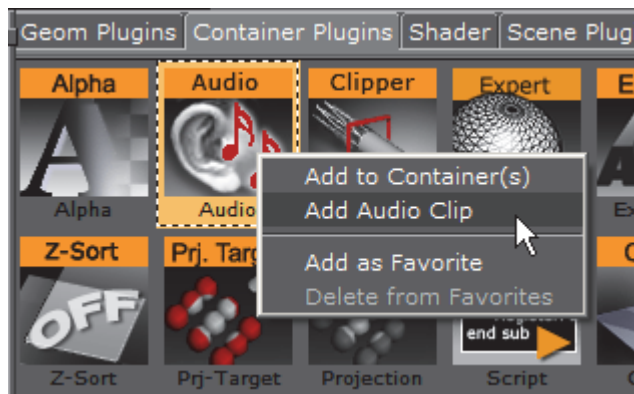 Geom Plugins Container Plugins Shader Scene Plug
Alpha Audio Clipper Expert E
Alpha Audio
Add to Container(s)
Add Audio Clip
Add as Favorite
Delete from Favorites
Z-Sort Prj. Targ
OFF
end sub
Z-Sort Prj-Target Projection Script